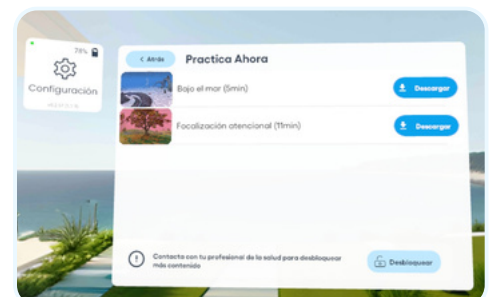 78%
Configuración
< Atrás
Practica Ahora
Bajo el mar (5min)
Descargar
Focalización atencional (11min)
Descargar
Contacta con tu profesional de la salud para desbloquear
más contenido
Desbloquear